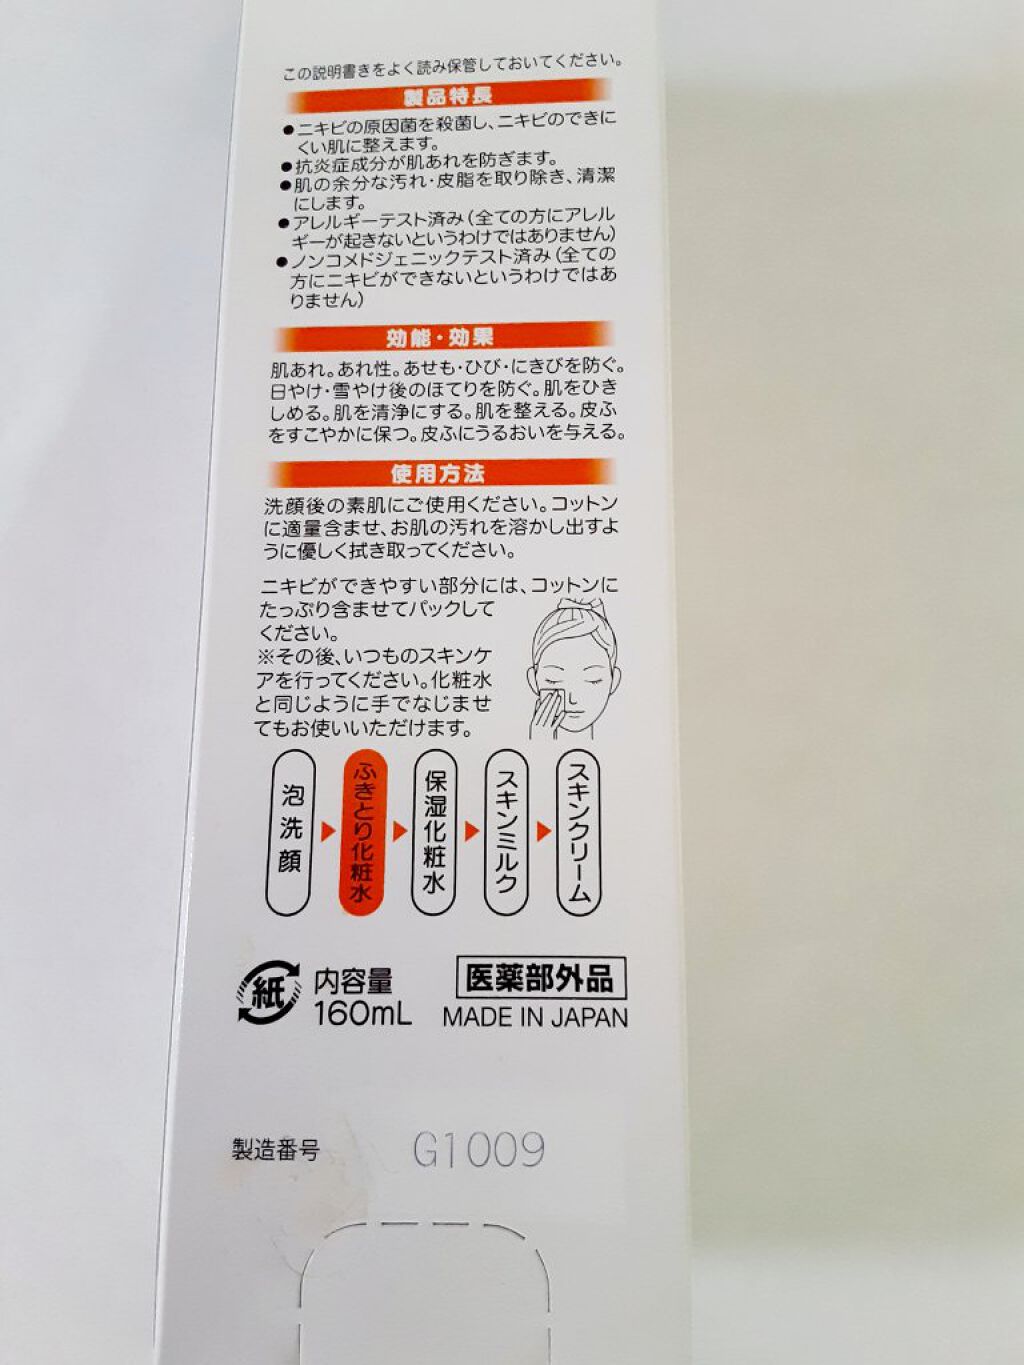 この説明書きをよく読み保管しておいてください。
製品特長
●ニキビの原因菌を殺菌し、ニキビのできに
くい肌に整えます。
●抗炎症成分が肌あれを防ぎます。
●肌の余分な汚れ・皮脂を取り除き、清潔
にします。
●アレルギーテスト済み(全ての方にアレル
ギーが起きないというわけではありません)
●ノンコメドジェニックテスト済み(全ての
方にニキビができないというわけではあ
りません)
効能・効果
肌あれ。あれ性。あせも・ひび・にきびを防ぐ。
日やけ・雪やけ後のほてりを防ぐ。肌をひき
しめる。肌を清浄にする。肌を整える。皮ふ
をすこやかに保つ。皮ふにうるおいを与える。
使用方法
洗顔後の素肌にご使用ください。コットン
に適量含ませ、お肌の汚れを溶かし出すよ
うに優しく拭き取ってください。
ニキビができやすい部分には、コットンに
たっぷり含ませてパックして
ください。
※その後、いつものスキンケ
アを行ってください。化粧水
と同じように手でなじませ
てもお使いいただけます。
泡洗顔
ふきとり化粧水
保湿化粧水
スキンミルク
スキンクリーム
紙
内容量
160mL
医薬部外品
MADE IN JAPAN
製造番号 G1009